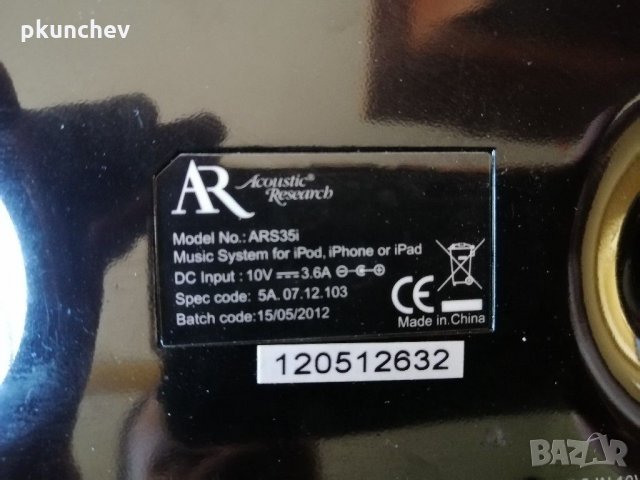 pkunchev
AR Acoustic® Research
Model No.: ARS35i
Music System for iPod, iPhone or iPad
DC Input : 10V 3.6A
Spec code: 5A. 07.12.103
Batch code:15/05/2012
CE
Made in China
120512632
BAZAR